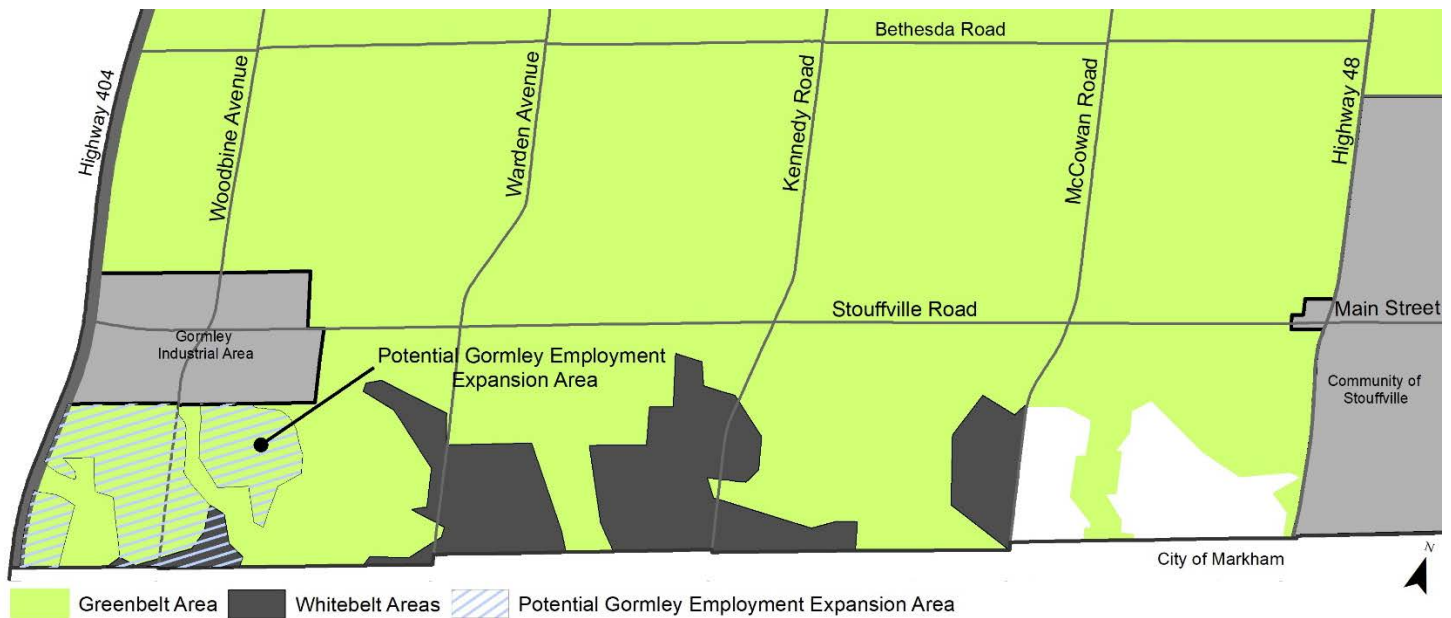 Bethesda Road
Highway 404
Woodbine Avenue
Warden Avenue
Kennedy Road
McCowan Road
Highway 48
Stouffville Road
Main Street
Gormley
Industrial Area
Potential Gormley Employment
Expansion Area
Community of
Stouffville
City of Markham
N
Greenbelt Area
Whitebelt Areas
Potential Gormley Employment Expansion Area